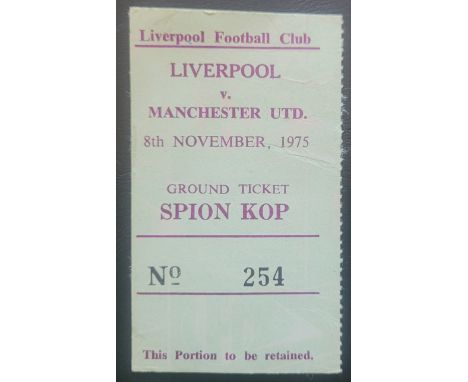 Liverpool Football Club
LIVERPOOL
v.
MANCHESTER UTD.
8th NOVEMBER, 1975
GROUND TICKET
SPION KOP
Nº 254
This Portion to be retained.